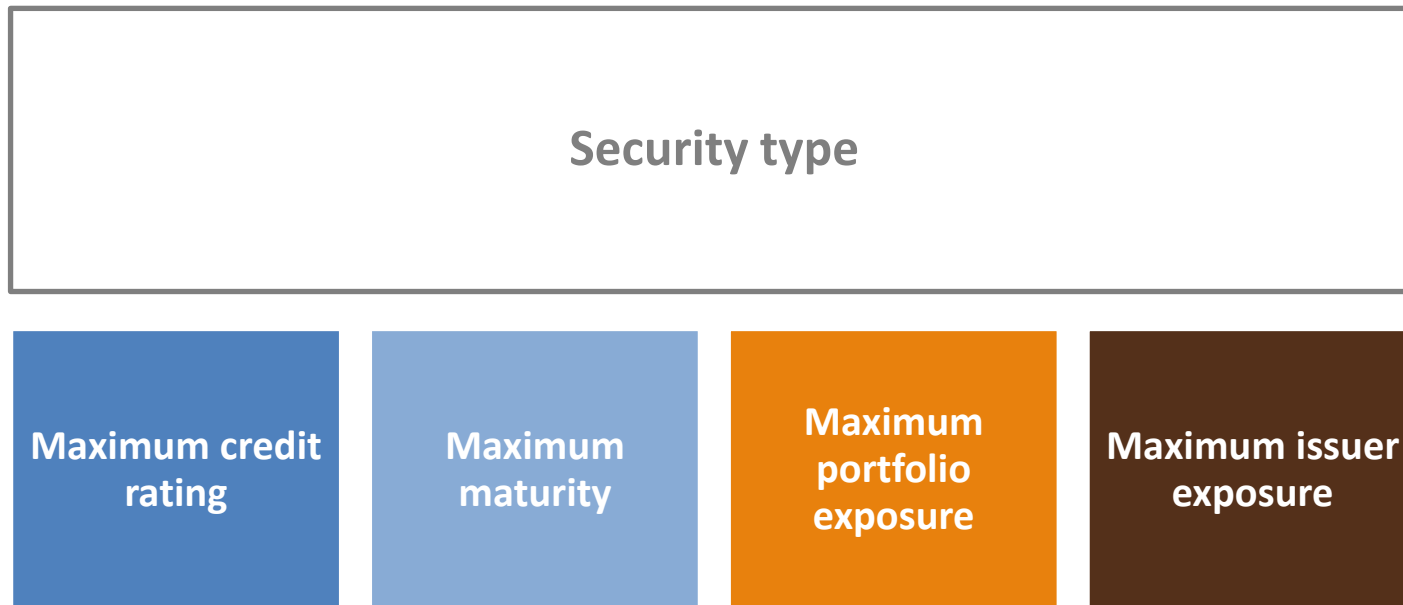 Security type
Maximum credit
rating
Maximum
maturity
Maximum
portfolio
exposure
Maximum issuer
exposure